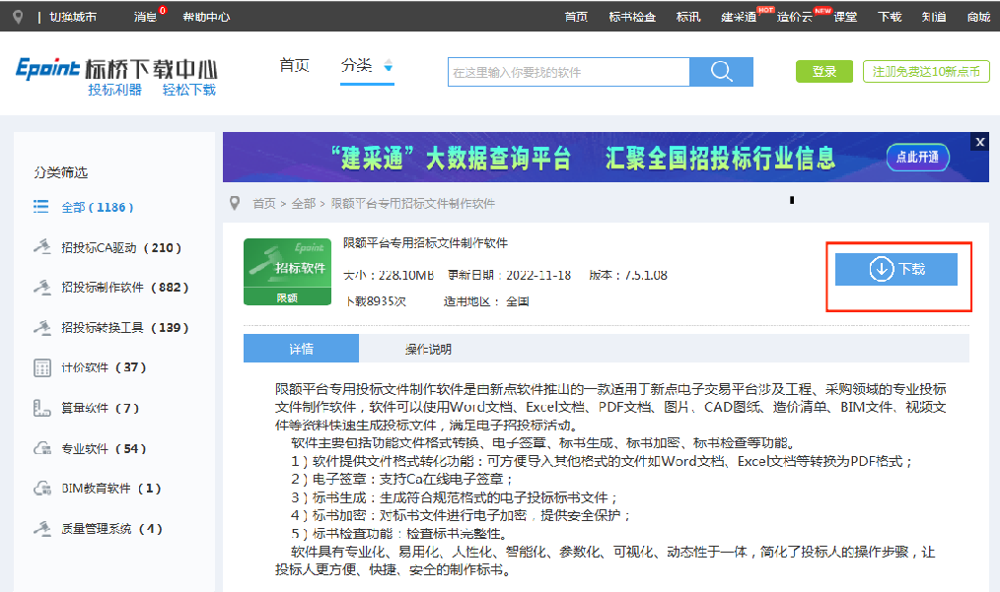 切换城市 消息 0 帮助中心 首页 标书检查 标讯 建采通 HOT 造价云 NEW 课堂 下载 知道 商城
Epoint 标桥下载中心
投标利器 轻松下载
首页 分类
在这里输入你要找的软件
登录 注册免费送10新点币
“建采通”大数据查询平台 汇聚全国招投标行业信息 点此开通 X
分类筛选
全部 ( 1186 )
招投标CA驱动 ( 210 )
招投标制作软件 ( 882 )
招投标转换工具 ( 139 )
计价软件 ( 37 )
算量软件 ( 7 )
专业软件 ( 54 )
BIM教育软件 ( 1 )
质量管理系统 ( 4 )
首页 > 全部 > 限额平台专用招标文件制作软件
Epoint
招标软件
限额
限额平台专用招标文件制作软件
大小：228.10MB 更新日期：2022-11-18 版本：7.5.1.08
下载8935次 适用地区： 全国
下载
详情 操作说明
限额平台专用投标文件制作软件是由新点软件推出的一款适用于新点电子交易平台涉及工程、采购领域的专业投标
文件制作软件，软件可以使用Word文档、Excel文档、PDF文档、图片、CAD图纸、造价清单、BIM文件、视频文
件等资料快速生成投标文件，满足电子招投标活动。
软件主要包括功能文件格式转换、电子签章、标书生成、标书加密、标书检查等功能。
1）软件提供文件格式转化功能：可方便导入其他格式的文件如Word文档、Excel文档等转换为PDF格式；
2）电子签章：支持Ca在线电子签章；
3）标书生成：生成符合规范格式的电子投标标书文件；
4）标书加密：对标书文件进行电子加密，提供安全保护；
5）标书检查功能：检查标书完整性。
软件具有专业化、易用化、人性化、智能化、参数化、可视化、动态性于一体，简化了投标人的操作步骤，让
投标人更方便、快捷、安全的制作标书。